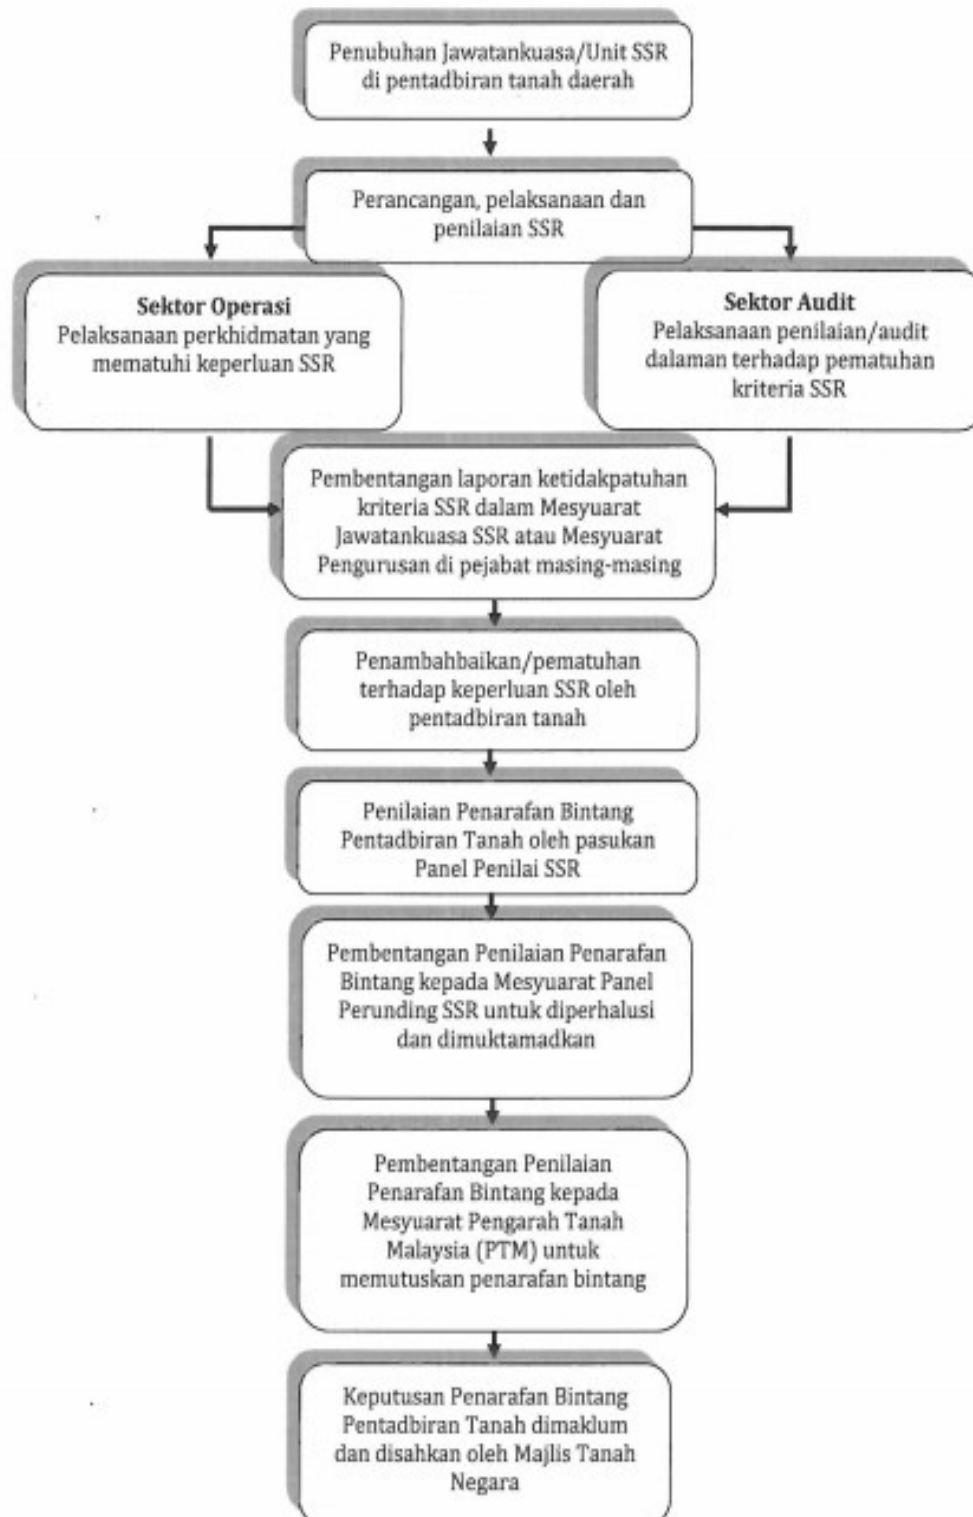 Penubuhan Jawatankuasa/Unit SSR
di pentadbiran tanah daerah
Perancangan, pelaksanaan dan
penilaian SSR
Sektor Operasi
Pelaksanaan perkhidmatan yang
mematuhi keperluan SSR
Sektor Audit
Pelaksanaan penilaian/audit
dalaman terhadap pematuhan
kriteria SSR
Pembentangan laporan ketidakpatuhan
kriteria SSR dalam Mesyuarat
Jawatankuasa SSR atau Mesyuarat
Pengurusan di pejabat masing-masing
Penambahbaikan/pematuhan
terhadap keperluan SSR oleh
pentadbiran tanah
Penilaian Penarafan Bintang
Pentadbiran Tanah oleh pasukan
Panel Penilai SSR
Pembentangan Penilaian Penarafan
Bintang kepada Mesyuarat Panel
Perunding SSR untuk diperhalusi
dan dimuktamadkan
Pembentangan Penilaian
Penarafan Bintang kepada
Mesyuarat Pengarah Tanah
Malaysia (PTM) untuk
memutuskan penarafan bintang
Keputusan Penarafan Bintang
Pentadbiran Tanah dimaklum
dan disahkan oleh Majlis Tanah
Negara